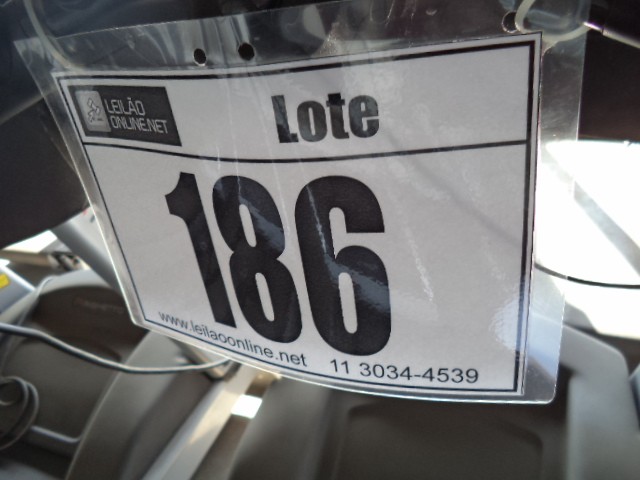 LEILÃO
ONLINE.NET
Lote
186
www.leilaoonline.net 11 3034-4539